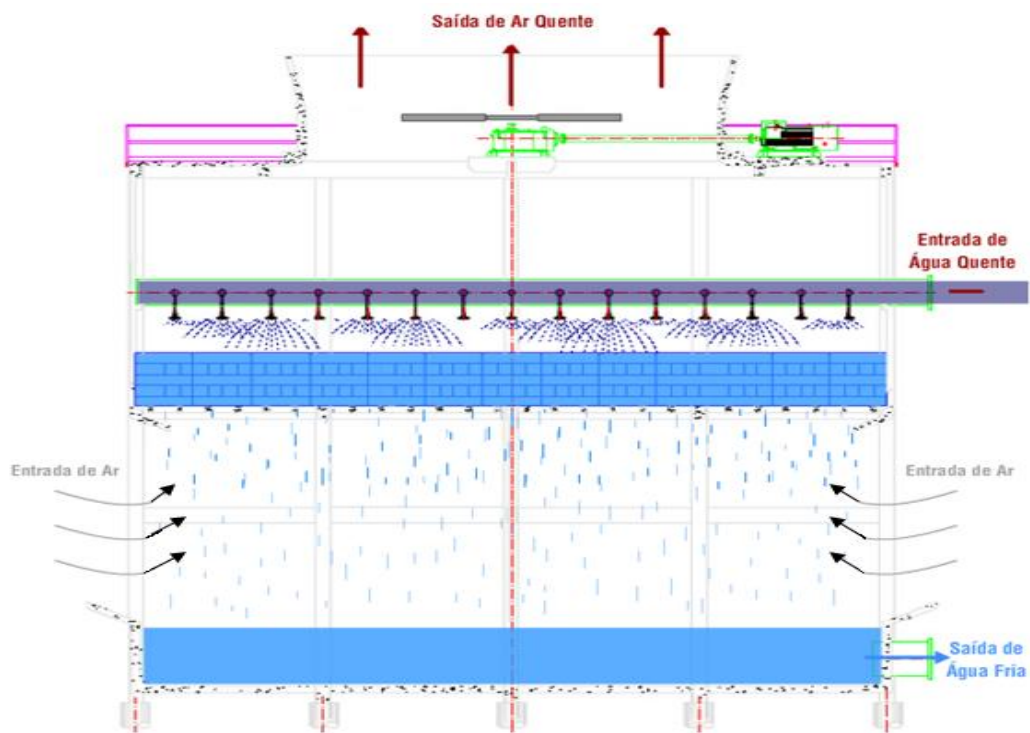 Saída de Ar Quente
Entrada de
Água Quente
Entrada de Ar
Entrada de Ar
Saída de
Água Fria